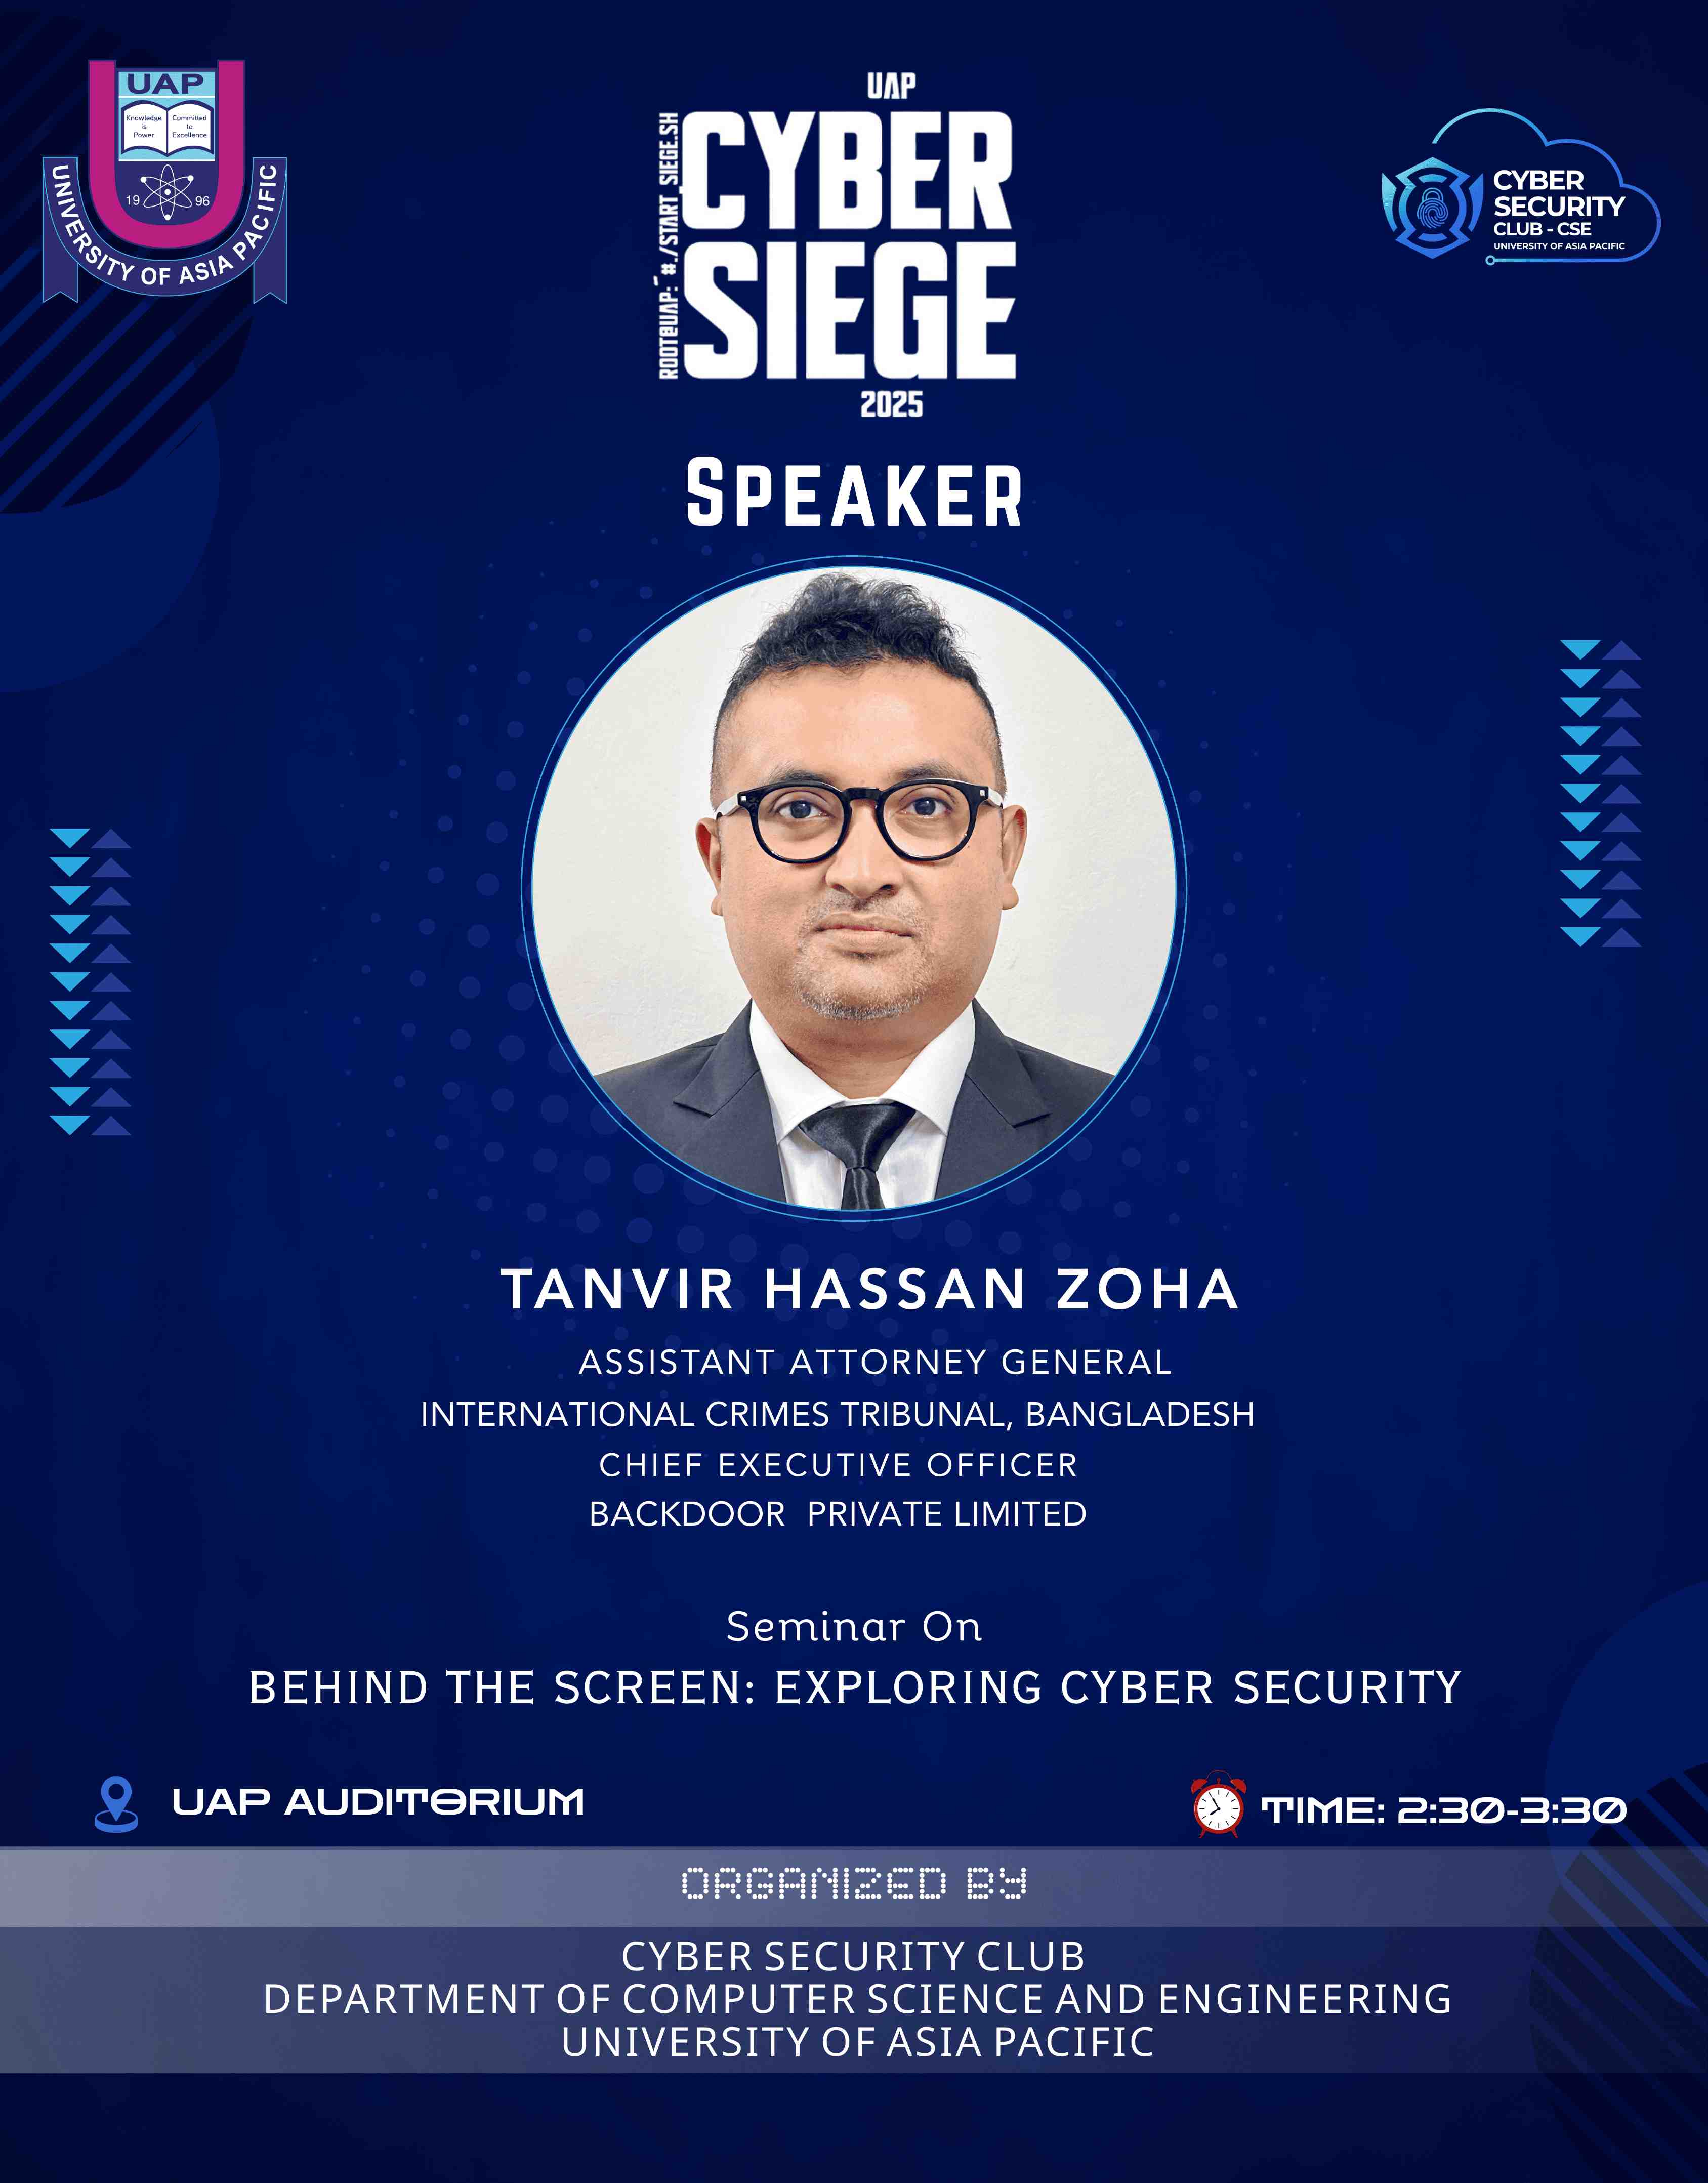 UAP
Knowledge
is
Power
Committed
to
Excellence
19 96
UNIVERSITY OF ASIA PACIFIC
UAP
CYBER
SIEGE
2025
ROOT@UAP:~#./START_SIEGE.SH
CYBER
SECURITY
CLUB - CSE
UNIVERSITY OF ASIA PACIFIC
SPEAKER
TANVIR HASSAN ZOHA
ASSISTANT ATTORNEY GENERAL
INTERNATIONAL CRIMES TRIBUNAL, BANGLADESH
CHIEF EXECUTIVE OFFICER
BACKDOOR PRIVATE LIMITED
Seminar On
BEHIND THE SCREEN: EXPLORING CYBER SECURITY
UAP AUDITORIUM
TIME: 2:30-3:30
ORGANIZED BY
CYBER SECURITY CLUB
DEPARTMENT OF COMPUTER SCIENCE AND ENGINEERING
UNIVERSITY OF ASIA PACIFIC